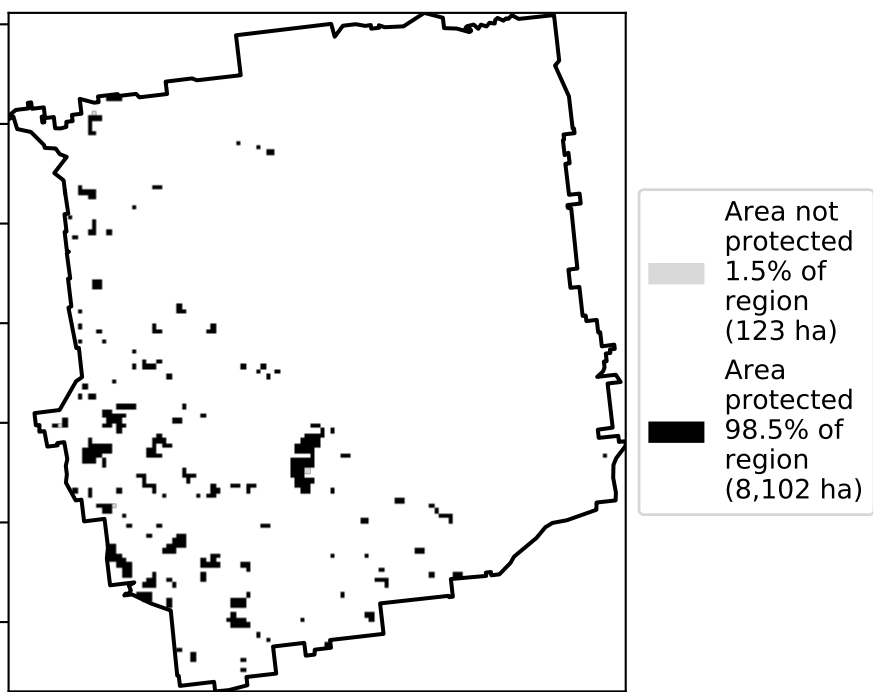 Area not
protected
1.5% of
region
(123 ha)
Area
protected
98.5% of
region
(8,102 ha)